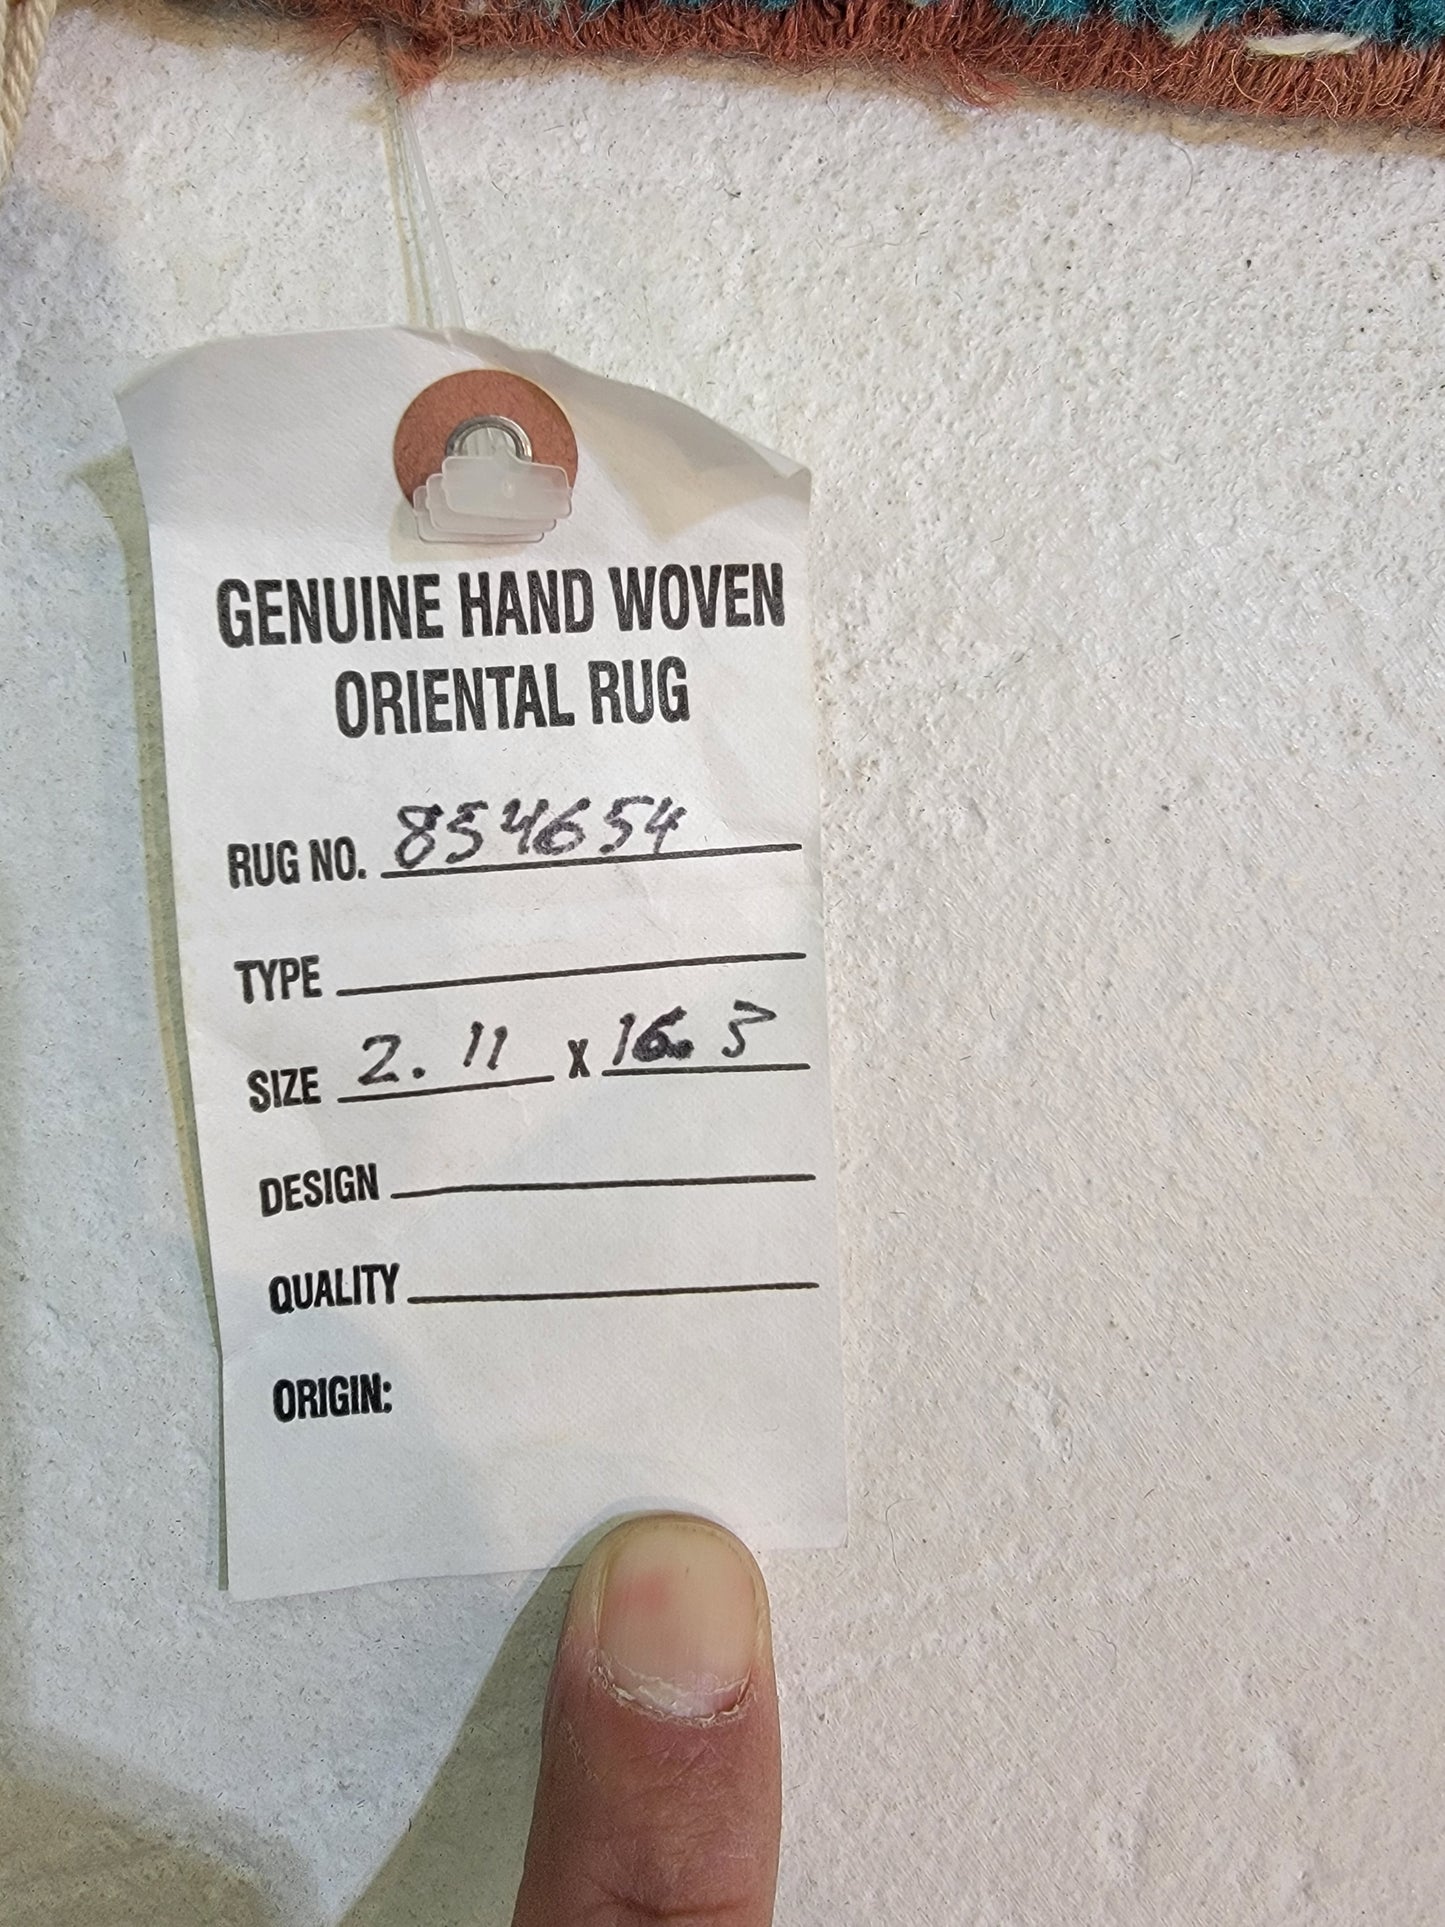 GENUINE HAND WOVEN
ORIENTAL RUG
RUG NO. 854654
TYPE
SIZE 2.11 X 16.3
DESIGN
QUALITY
ORIGIN: